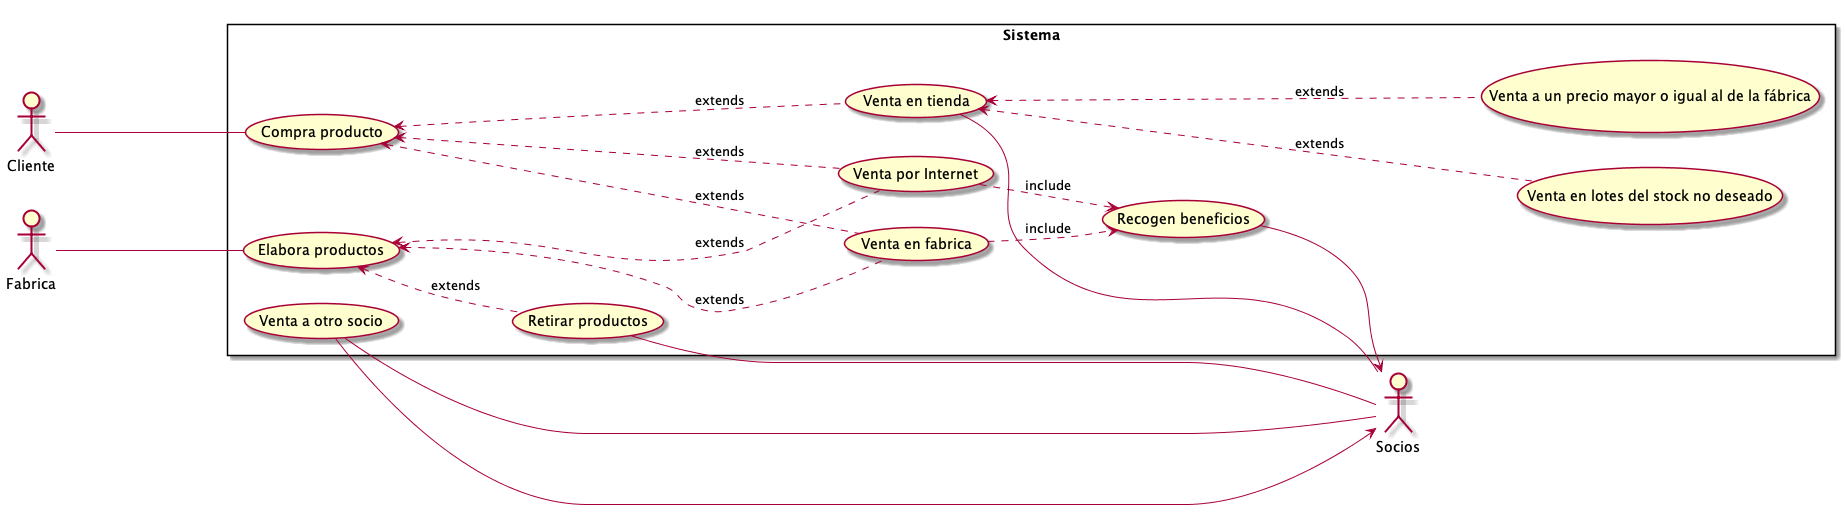 Sistema
Cliente
Fabrica
Compra producto
Elabora productos
Venta a otro socio
extends
extends
extends
extends
extends
extends
Retirar productos
Venta en tienda
Venta por Internet
Venta en fabrica
include
include
Recogen beneficios
extends
extends
Venta a un precio mayor o igual al de la fábrica
Venta en lotes del stock no deseado
Socios